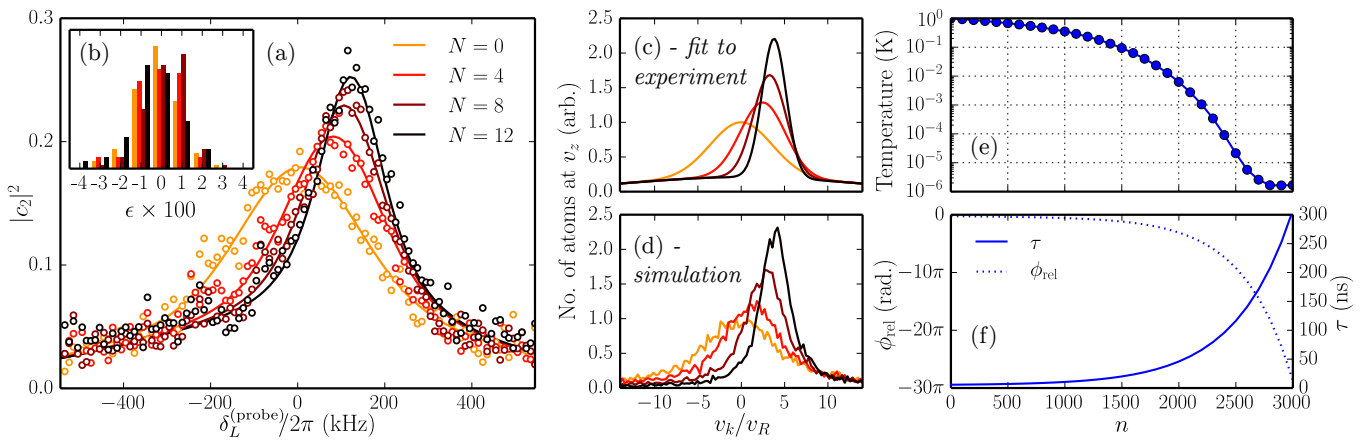 (b)
−4 −3 −2 −1 0 1 2 3 4
ϵ × 100
(a)
N = 0
N = 4
N = 8
N = 12
0.3
0.2
0.1
0.0
|c₂|²
−400 −200 0 200 400
δ_L^(probe)/2π (kHz)
2.5
2.0
1.5
1.0
0.5
0.0
(c) - fit to
experiment
No. of atoms at v_z (arb.)
2.5
2.0
1.5
1.0
0.5
0.0
(d) -
simulation
−10 −5 0 5 10
v_k/v_R
10⁰
10⁻¹
10⁻²
10⁻³
10⁻⁴
10⁻⁵
10⁻⁶
Temperature (K)
(e)
0
−10π
−20π
−30π
ϕ_rel (rad.)
τ
ϕ_rel
(f)
300
250
200
150
100
50
0
τ (ns)
0 500 1000 1500 2000 2500 3000
n